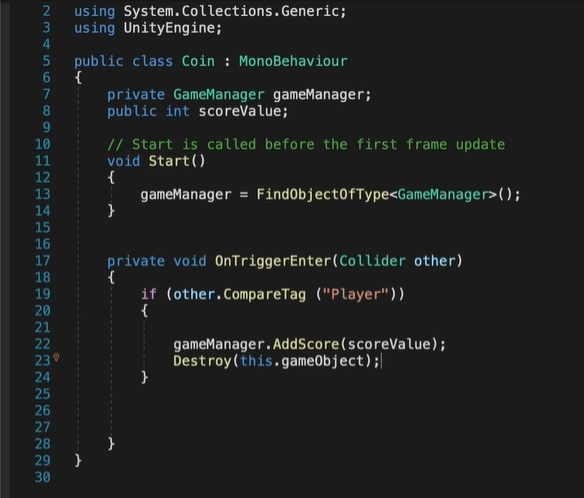 2 using System.Collections.Generic;
3 using UnityEngine;
4
5 public class Coin : MonoBehaviour
6 {
7 private GameManager gameManager;
8 public int scoreValue;
9
10 // Start is called before the first frame update
11 void Start()
12 {
13 gameManager = FindObjectOfType<GameManager>();
14 }
15
16
17 private void OnTriggerEnter(Collider other)
18 {
19 if (other.CompareTag ("Player"))
20 {
21
22 gameManager.AddScore(scoreValue);
23 Destroy(this.gameObject);
24 }
25
26
27
28 }
29 }
30